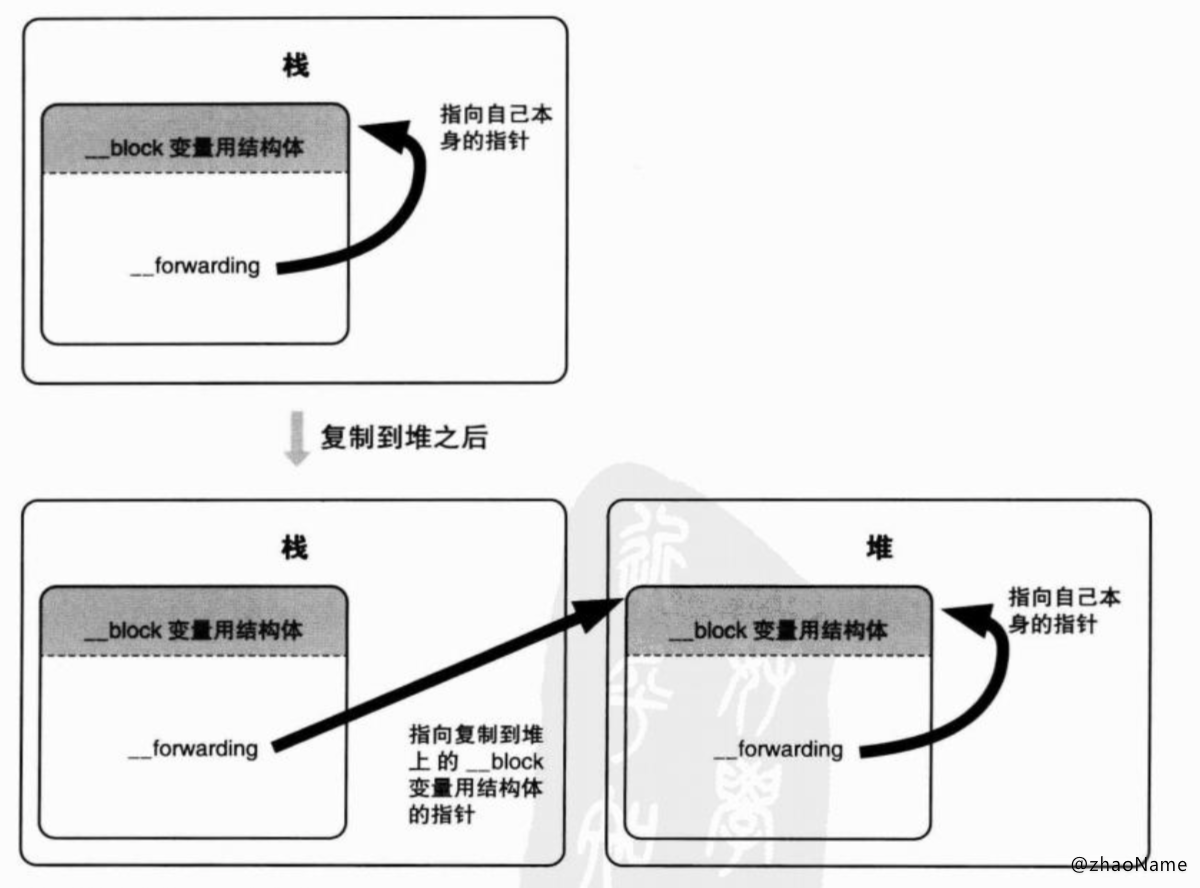 栈
__block 变量用结构体
指向自己本
身的指针
__forwarding
复制到堆之后
栈
__block 变量用结构体
__forwarding
指向复制到堆
上 的 __block
变量用结构体
的指针
堆
__block 变量用结构体
指向自己本
身的指针
__forwarding
@zhaoName